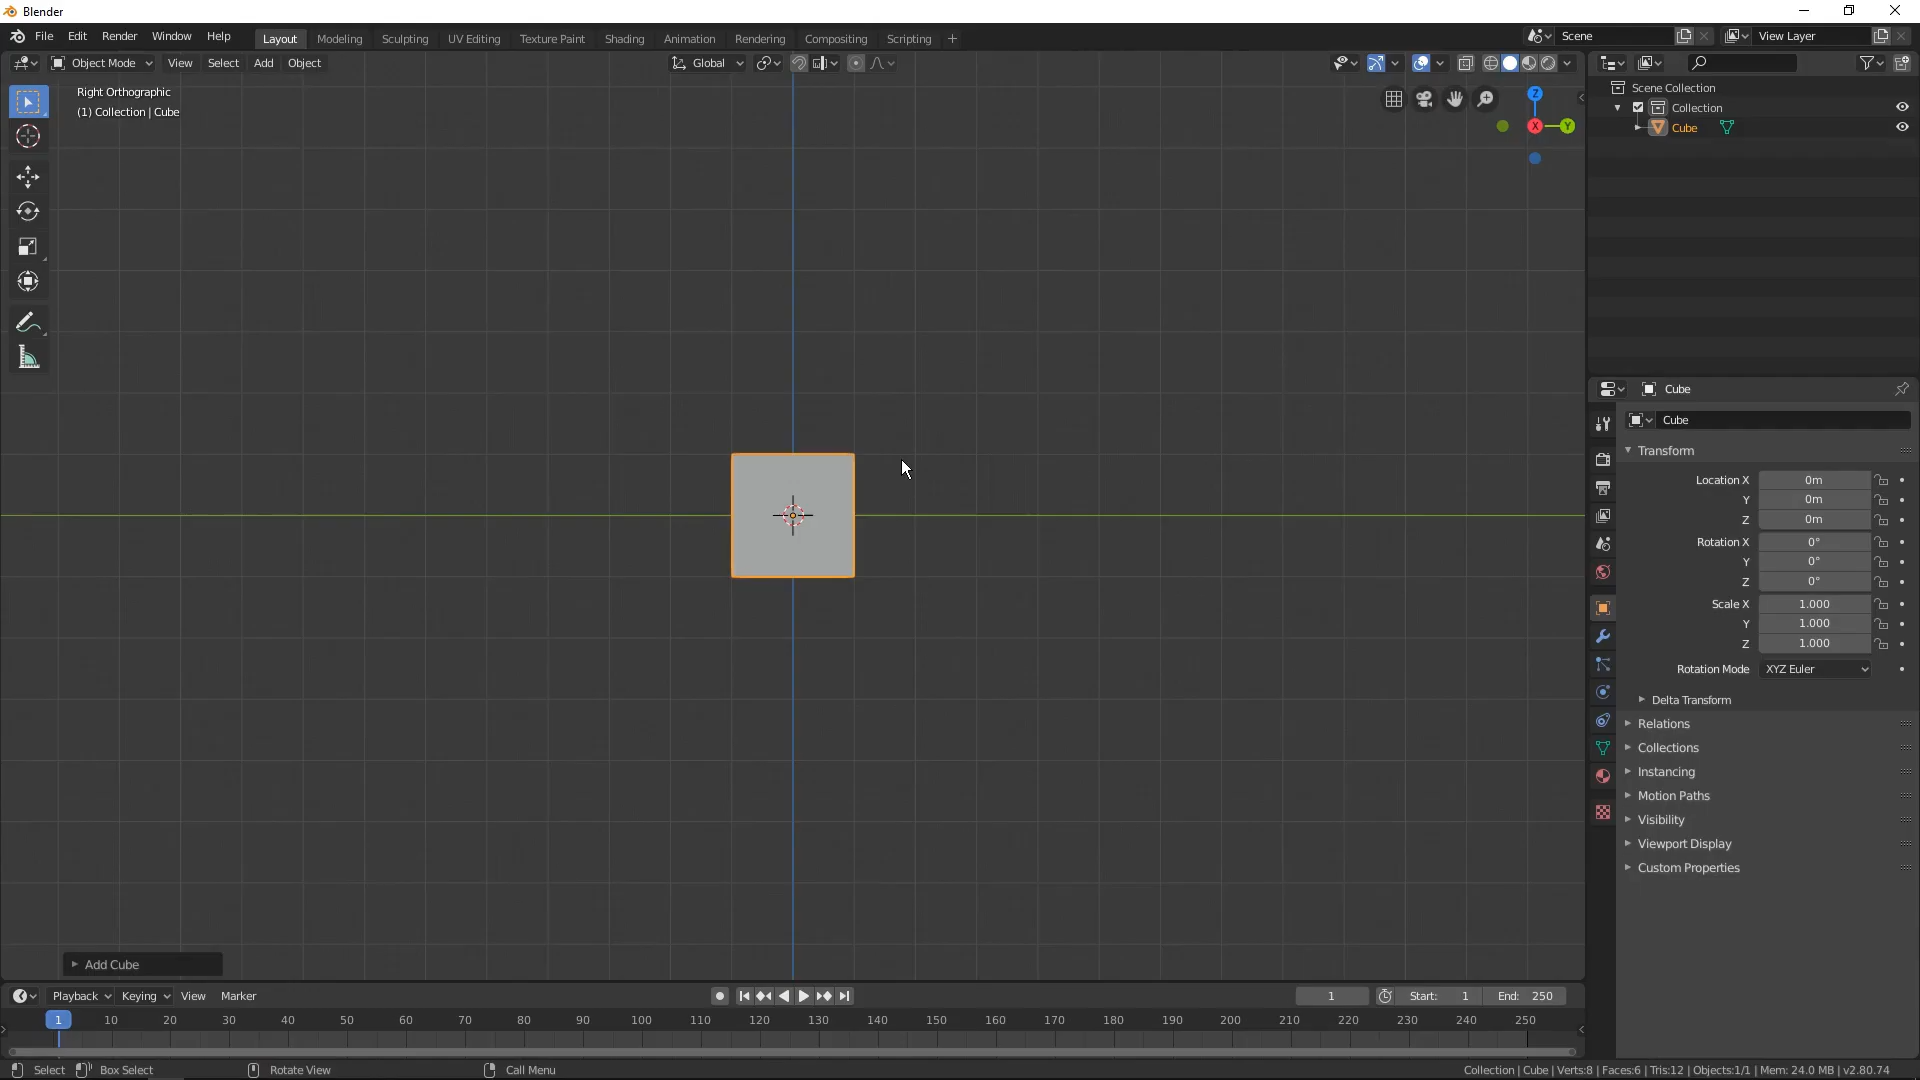 Blender
File Edit Render Window Help Layout Modeling Sculpting UV Editing Texture Paint Shading Animation Rendering Compositing Scripting + Scene View Layer
Object Mode View Select Add Object Global
Right Orthographic
(1) Collection | Cube
Z
X
Y
Scene Collection
Collection
Cube
Cube
Cube
Transform
Location X 0m
Y 0m
Z 0m
Rotation X 0°
Y 0°
Z 0°
Scale X 1.000
Y 1.000
Z 1.000
Rotation Mode XYZ Euler
Delta Transform
Relations
Collections
Instancing
Motion Paths
Visibility
Viewport Display
Custom Properties
Add Cube
Playback Keying View Marker 1 Start: 1 End: 250
1 10 20 30 40 50 60 70 80 90 100 110 120 130 140 150 160 170 180 190 200 210 220 230 240 250
Select Box Select Rotate View Call Menu Collection | Cube | Verts:8 | Faces:6 | Tris:12 | Objects:1/1 | Mem: 24.0 MB | v2.80.74